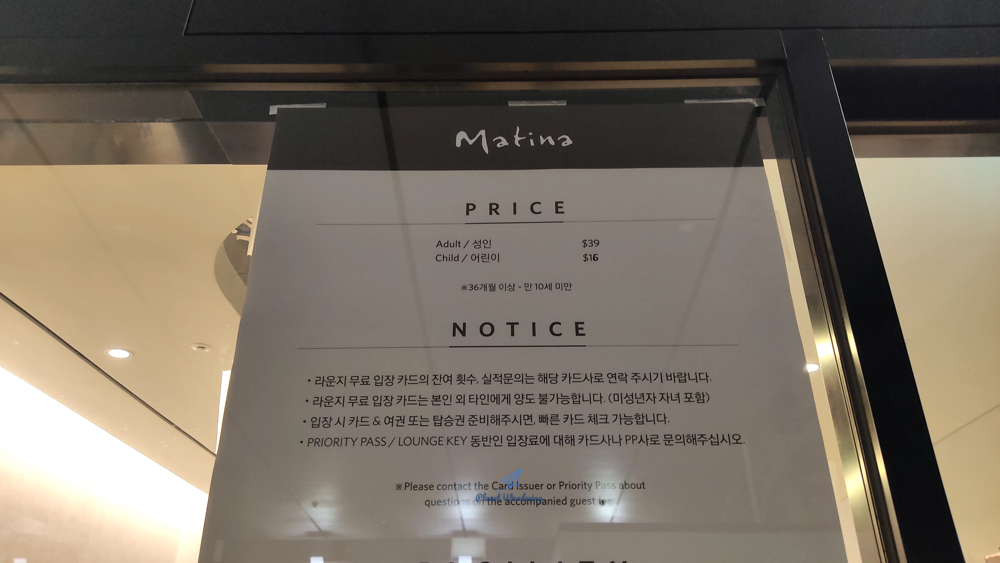 Matina
PRICE
Adult / 성인 $39
Child / 어린이 $16
※36개월 이상 - 만 10세 미만
NOTICE
• 라운지 무료 입장 카드의 잔여 횟수, 실적문의는 해당 카드사로 연락 주시기 바랍니다.
• 라운지 무료 입장 카드는 본인 외 타인에게 양도 불가능합니다. (미성년자 자녀 포함)
• 입장 시 카드 & 여권 또는 탑승권 준비해주시면, 빠른 카드 체크 가능합니다.
• PRIORITY PASS / LOUNGE KEY 동반인 입장료에 대해 카드사나 PP사로 문의해주십시오.
※Please contact the Card Issuer or Priority Pass about
questions on the accompanied guest fee